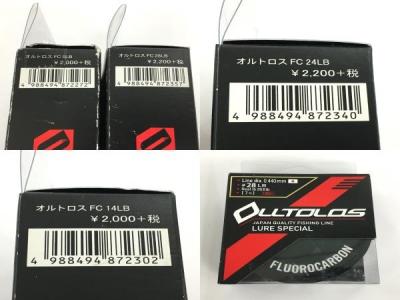 オルトロス FC 5LB
¥2,000+税
4 988494 872272
オルトロス FC 28LB
¥2,200+税
4 988494 872357
オルトロス FC 24LB
¥2,200+税
4 988494 872340
オルトロス FC 14LB
¥2,000+税
4 988494 872302
Line dia. 0.440mm
28 LB
OLLTOLOS
JAPAN QUALITY FISHING LINE
LURE SPECIAL
FLUOROCARBON